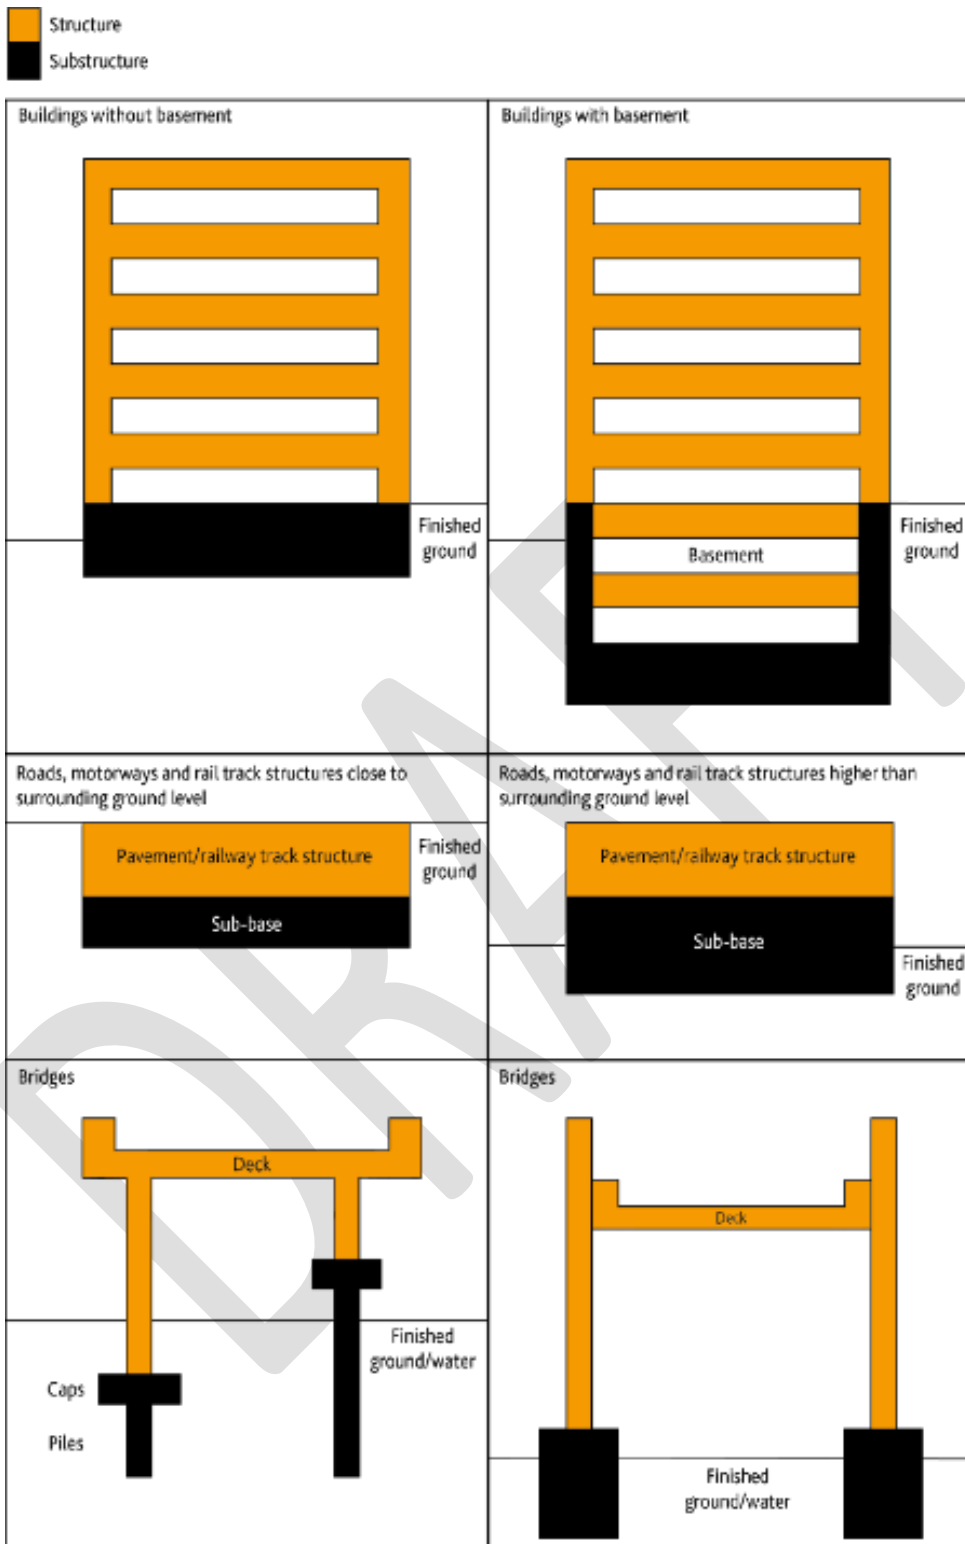 Structure
Substructure
Buildings without basement
Finished
ground
Buildings with basement
Finished
ground
Basement
Roads, motorways and rail track structures close to
surrounding ground level
Pavement/railway track structure
Finished
ground
Sub-base
Roads, motorways and rail track structures higher than
surrounding ground level
Pavement/railway track structure
Sub-base
Finished
ground
Bridges
Deck
Finished
ground/water
Caps
Piles
Bridges
Deck
Finished
ground/water
DRAFT